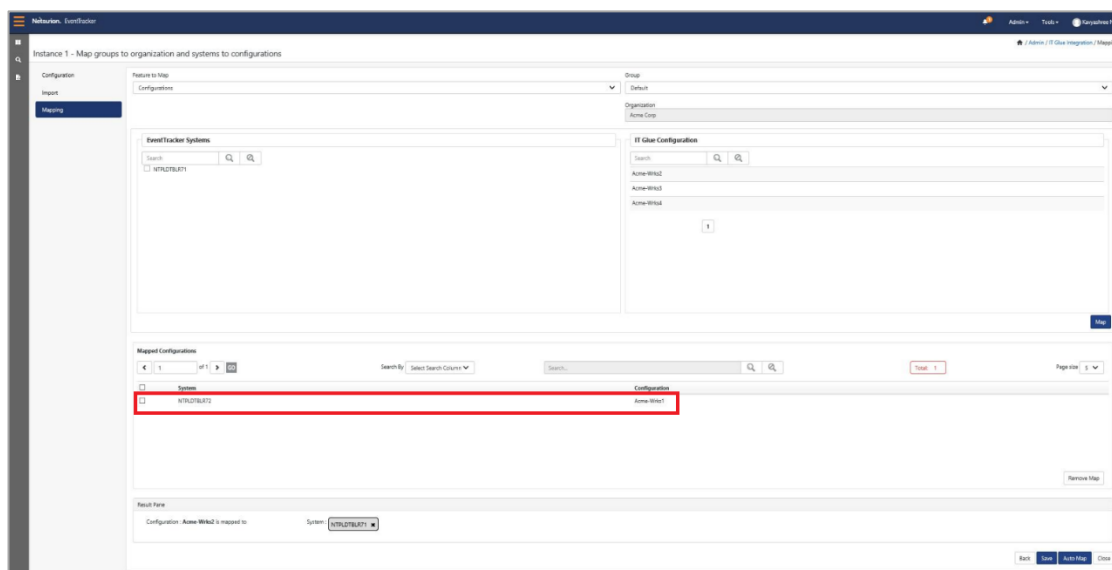 Netsurion. EventTracker
Admin Tools Kavyashree
/ Admin / IT Glue Integration /
Instance 1 - Map groups to organization and systems to configurations
Configuration
Import
Mapping
Feature to Map
Configurations
Group
Default
Organization
Acme Corp
EventTracker Systems
Search
NTPLDTBLR71
IT Glue Configuration
Search
Acme-Wrks2
Acme-Wrks3
Acme-Wrks4
1
Map
Mapped Configurations
1 of 1 GO
Search By Select Search Column
Search...
Total: 1
Page size 5
System Configuration
NTPLDTBLR72 Acme-Wrks1
Remove Map
Result Pane
Configuration : Acme-Wrks2 is mapped to System : NTPLDTBLR71
Back Save Auto Map Close